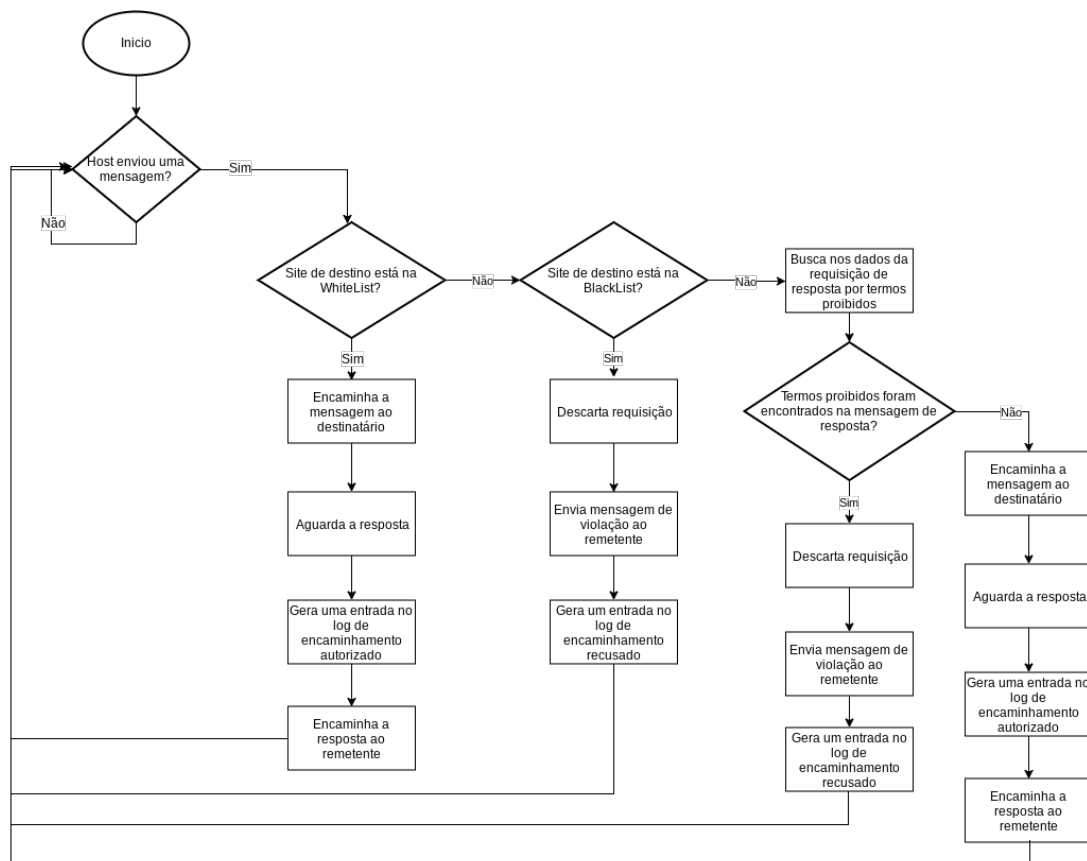 Inicio
Host enviou uma
mensagem?
Sim
Não
Site de destino está na
WhiteList?
Não
Site de destino está na
BlackList?
Não
Busca nos dados da
requisição de
resposta por termos
proibidos
Sim
Encaminha a
mensagem ao
destinatário
Aguarda a resposta
Gera uma entrada no
log de
encaminhamento
autorizado
Encaminha a
resposta ao
remetente
Sim
Descarta requisição
Envia mensagem de
violação ao
remetente
Gera um entrada no
log de
encaminhamento
recusado
Termos proibidos foram
encontrados na mensagem de
resposta?
Não
Sim
Descarta requisição
Envia mensagem de
violação ao
remetente
Gera um entrada no
log de
encaminhamento
recusado
Encaminha a
mensagem ao
destinatário
Aguarda a resposta
Gera uma entrada no
log de
encaminhamento
autorizado
Encaminha a
resposta ao
remetente